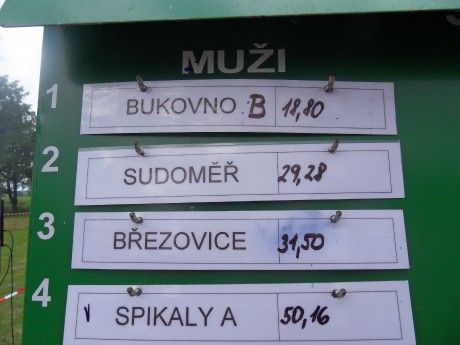 MUŽI
1 BUKOVNO B 18,80
2 SUDOMĚŘ 29,28
3 BŘEZOVICE 31,50
4 v SPIKALY A 50,16